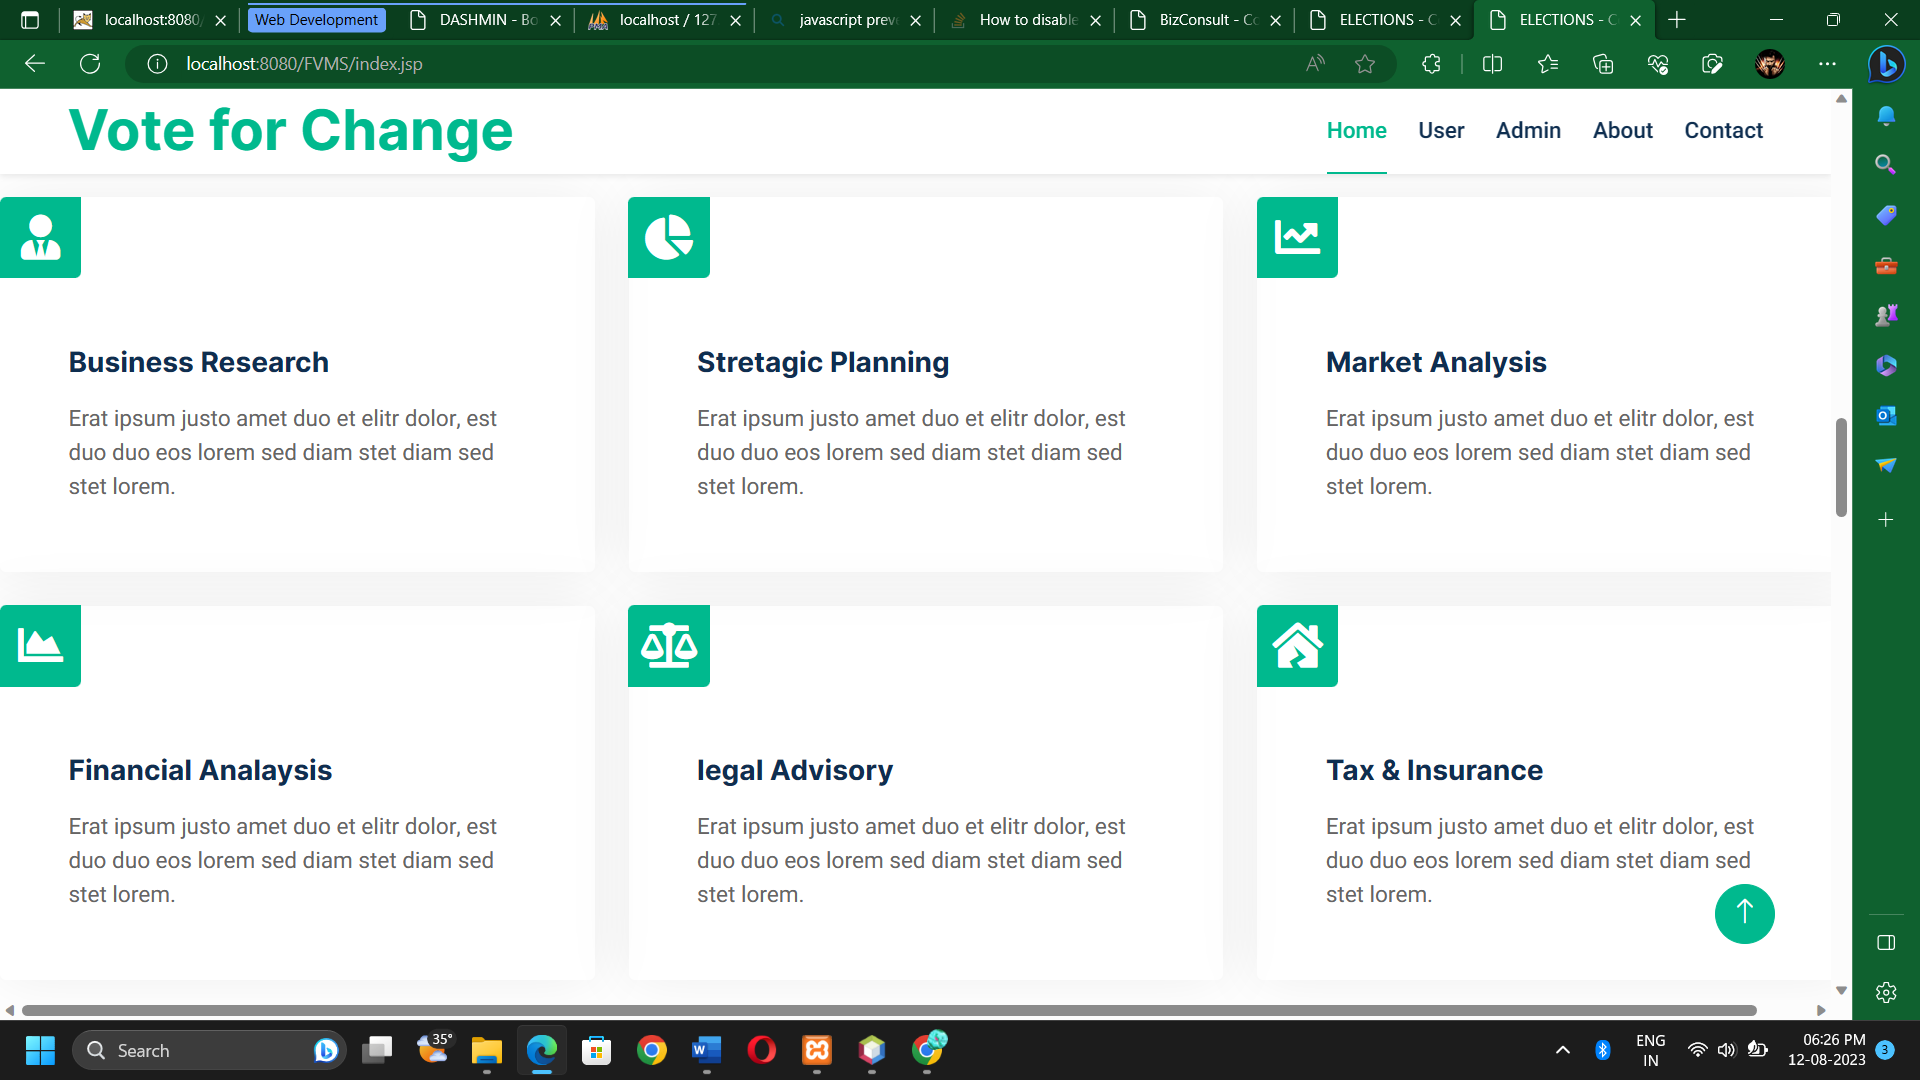 localhost:8080/
Web Development
DASHMIN - Bo
localhost / 127
javascript prev
How to disable
BizConsult - Co
ELECTIONS - C
ELECTIONS - C
localhost:8080/FVMS/index.jsp
Vote for Change
Home
User
Admin
About
Contact
Business Research
Erat ipsum justo amet duo et elitr dolor, est
duo duo eos lorem sed diam stet diam sed
stet lorem.
Stretagic Planning
Erat ipsum justo amet duo et elitr dolor, est
duo duo eos lorem sed diam stet diam sed
stet lorem.
Market Analysis
Erat ipsum justo amet duo et elitr dolor, est
duo duo eos lorem sed diam stet diam sed
stet lorem.
Financial Analaysis
Erat ipsum justo amet duo et elitr dolor, est
duo duo eos lorem sed diam stet diam sed
stet lorem.
legal Advisory
Erat ipsum justo amet duo et elitr dolor, est
duo duo eos lorem sed diam stet diam sed
stet lorem.
Tax & Insurance
Erat ipsum justo amet duo et elitr dolor, est
duo duo eos lorem sed diam stet diam sed
stet lorem.
Search
35°
ENG
IN
06:26 PM
12-08-2023
3